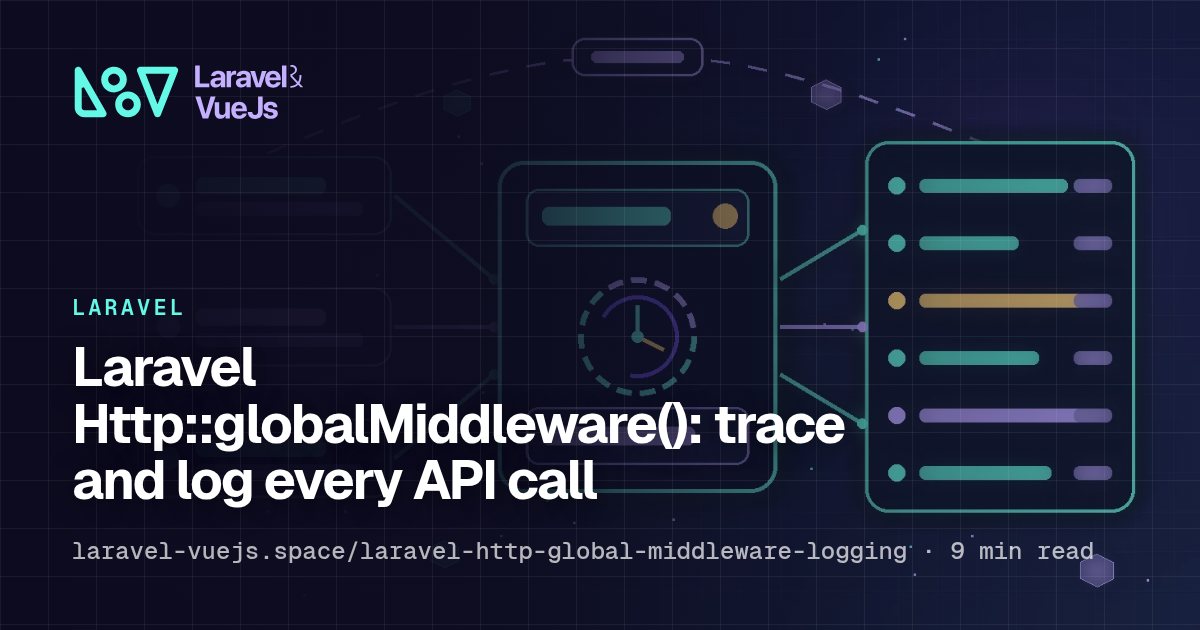 Laravel&
VueJs
LARAVEL
Laravel
Http::globalMiddleware(): trace
and log every API call
laravel-vuejs.space/laravel-http-global-middleware-logging · 9 min read